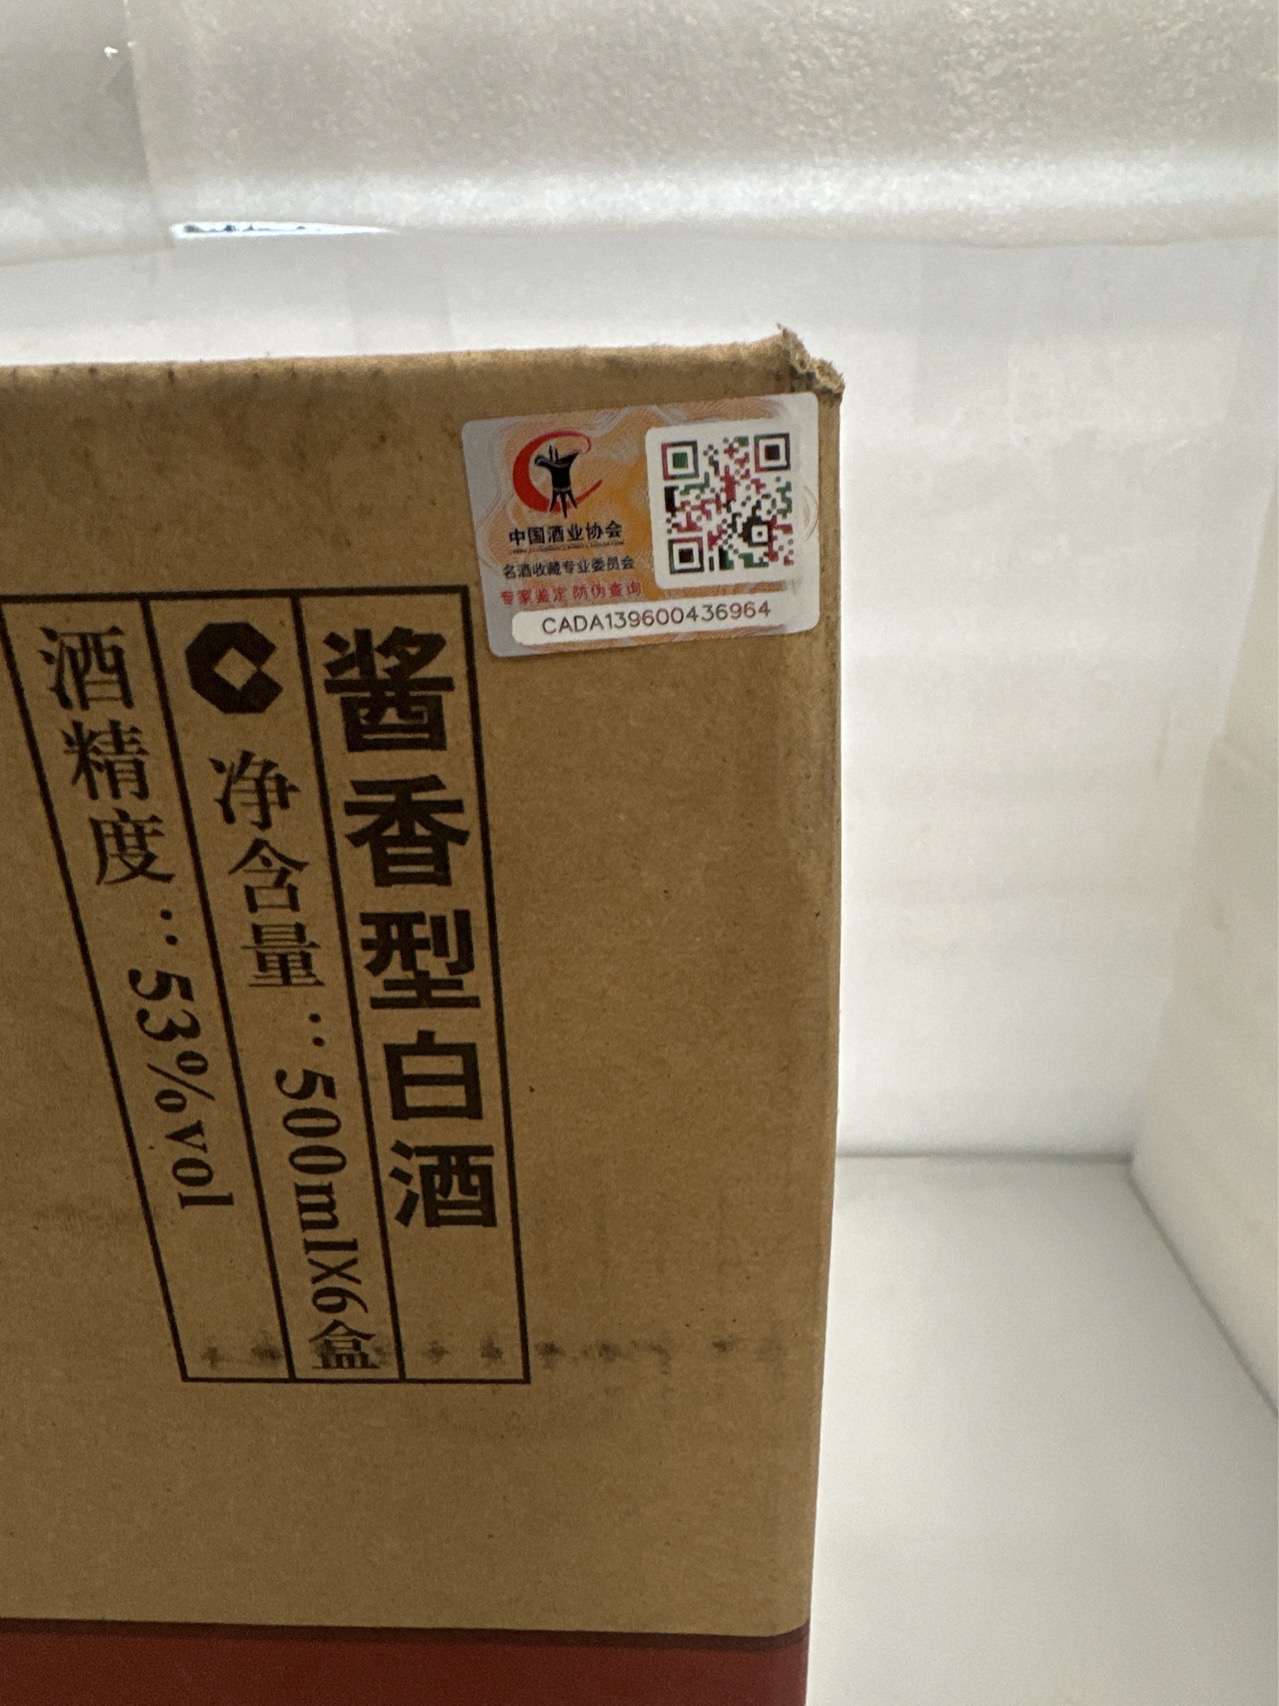 中国酒业协会
名酒收藏专业委员会
专家鉴定 防伪查询
CADA139600436964
酱香型白酒
净含量：500mlX6盒
酒精度：53%vol